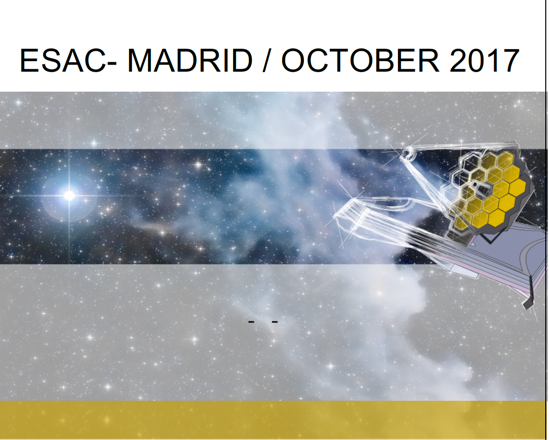 ESAC- MADRID / OCTOBER 2017
- -